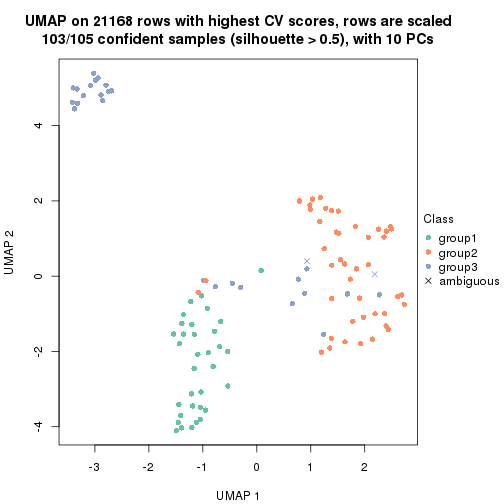 UMAP on 21168 rows with highest CV scores, rows are scaled
103/105 confident samples (silhouette > 0.5), with 10 PCs
UMAP 2
4
2
0
-2
-4
-3
-2
-1
0
1
2
UMAP 1
Class
group1
group2
group3
ambiguous